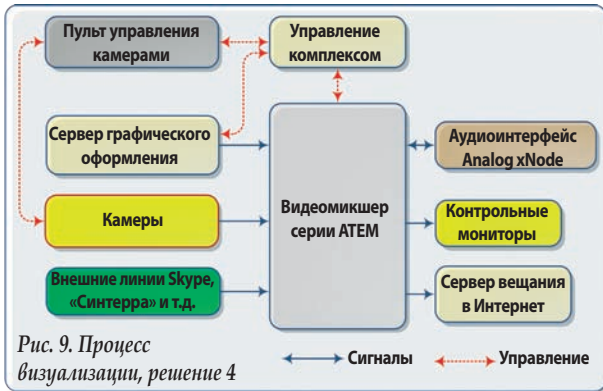 Пульт управления
камерами
Управление
комплексом
Сервер графического
оформления
Видеомикшер
серии ATEM
Аудиоинтерфейс
Analog xNode
Камеры
Контрольные
мониторы
Внешние линии Skype,
«Синтерра» и т.д.
Сервер вещания
в Интернет
Рис. 9. Процесс
визуализации, решение 4
Сигналы
Управление